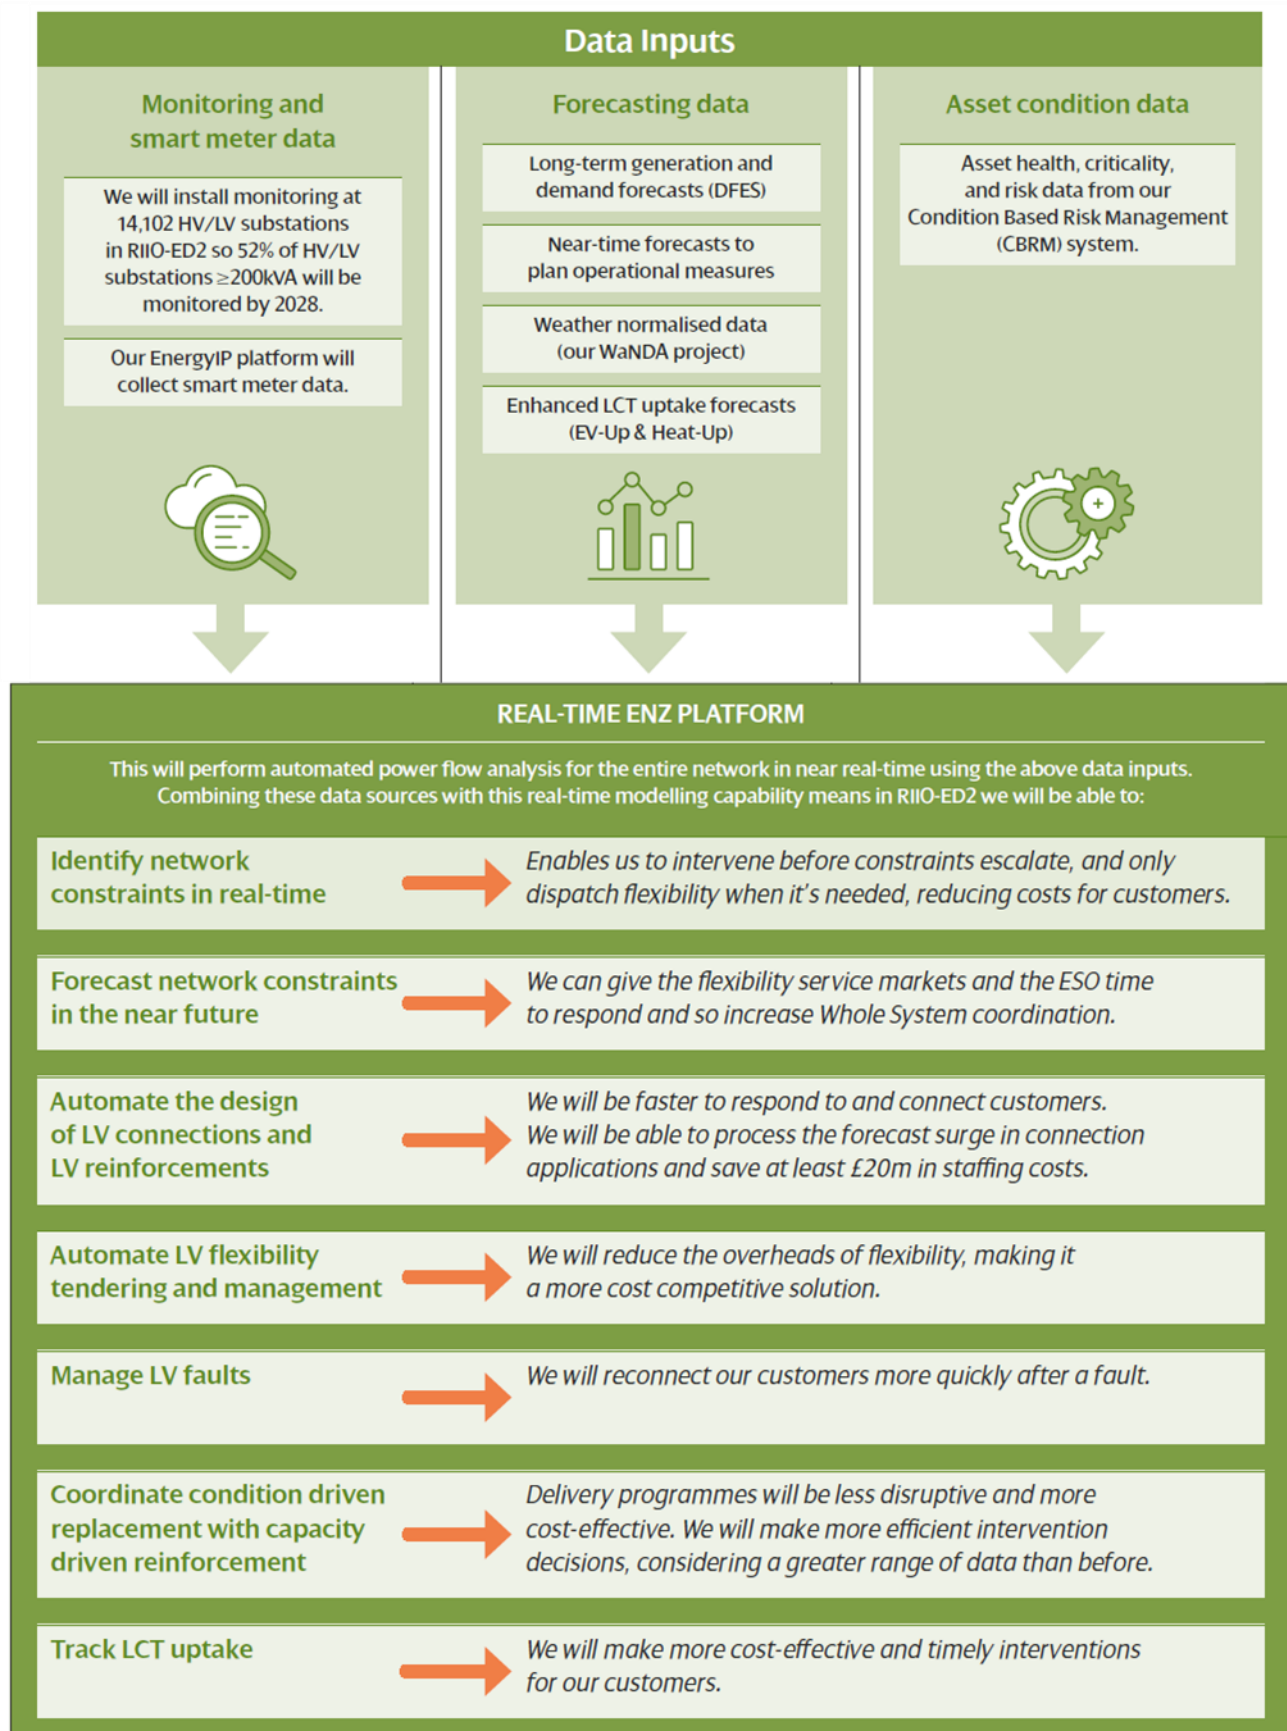 Data Inputs
Monitoring and
smart meter data
We will install monitoring at
14,102 HV/LV substations
in RIIO-ED2 so 52% of HV/LV
substations ≥200kVA will be
monitored by 2028.
Our EnergyIP platform will
collect smart meter data.
Forecasting data
Long-term generation and
demand forecasts (DFES)
Near-time forecasts to
plan operational measures
Weather normalised data
(our WaNDA project)
Enhanced LCT uptake forecasts
(EV-Up & Heat-Up)
Asset condition data
Asset health, criticality,
and risk data from our
Condition Based Risk Management
(CBRM) system.
REAL-TIME ENZ PLATFORM
This will perform automated power flow analysis for the entire network in near real-time using the above data inputs.
Combining these data sources with this real-time modelling capability means in RIIO-ED2 we will be able to:
Identify network
constraints in real-time
Enables us to intervene before constraints escalate, and only
dispatch flexibility when it's needed, reducing costs for customers.
Forecast network constraints
in the near future
We can give the flexibility service markets and the ESO time
to respond and so increase Whole System coordination.
Automate the design
of LV connections and
LV reinforcements
We will be faster to respond to and connect customers.
We will be able to process the forecast surge in connection
applications and save at least £20m in staffing costs.
Automate LV flexibility
tendering and management
We will reduce the overheads of flexibility, making it
a more cost competitive solution.
Manage LV faults
We will reconnect our customers more quickly after a fault.
Coordinate condition driven
replacement with capacity
driven reinforcement
Delivery programmes will be less disruptive and more
cost-effective. We will make more efficient intervention
decisions, considering a greater range of data than before.
Track LCT uptake
We will make more cost-effective and timely interventions
for our customers.